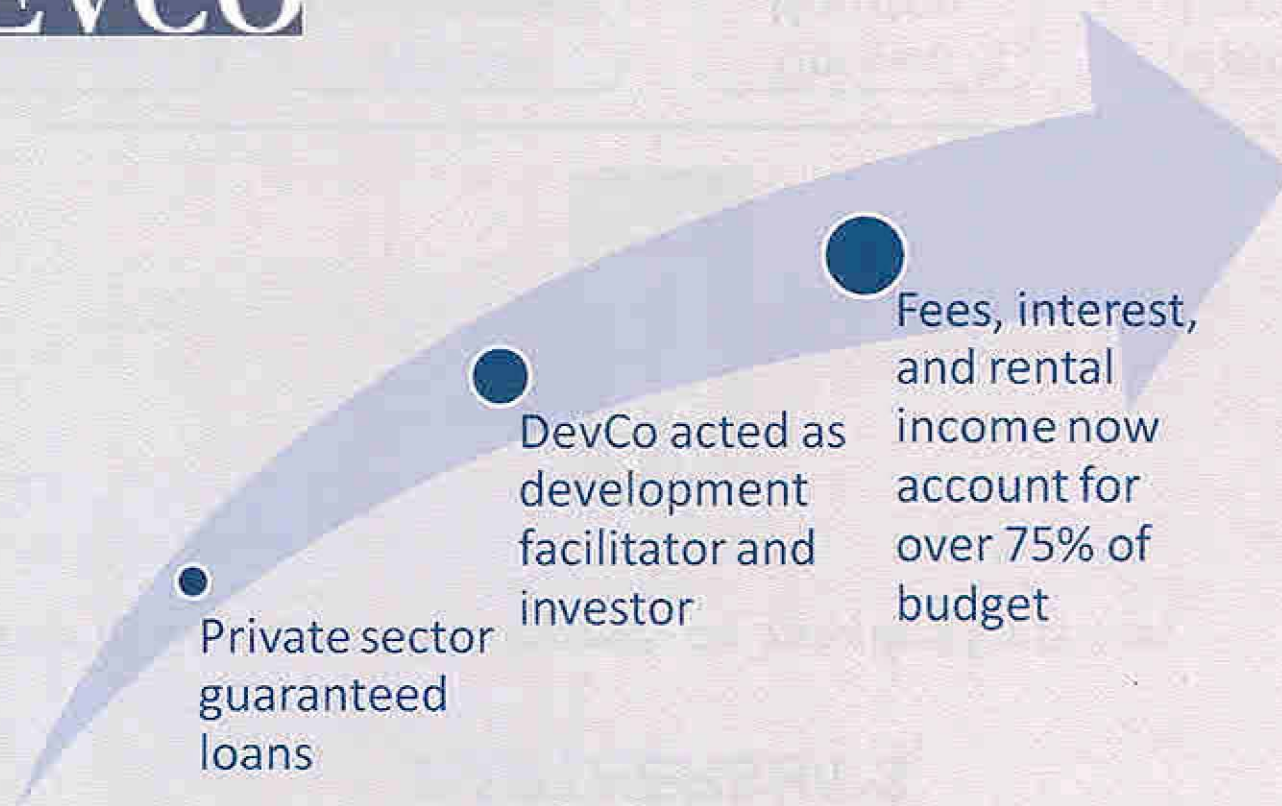 EVCO
Private sector
guaranteed
loans
DevCo acted as
development
facilitator and
investor
Fees, interest,
and rental
income now
account for
over 75% of
budget